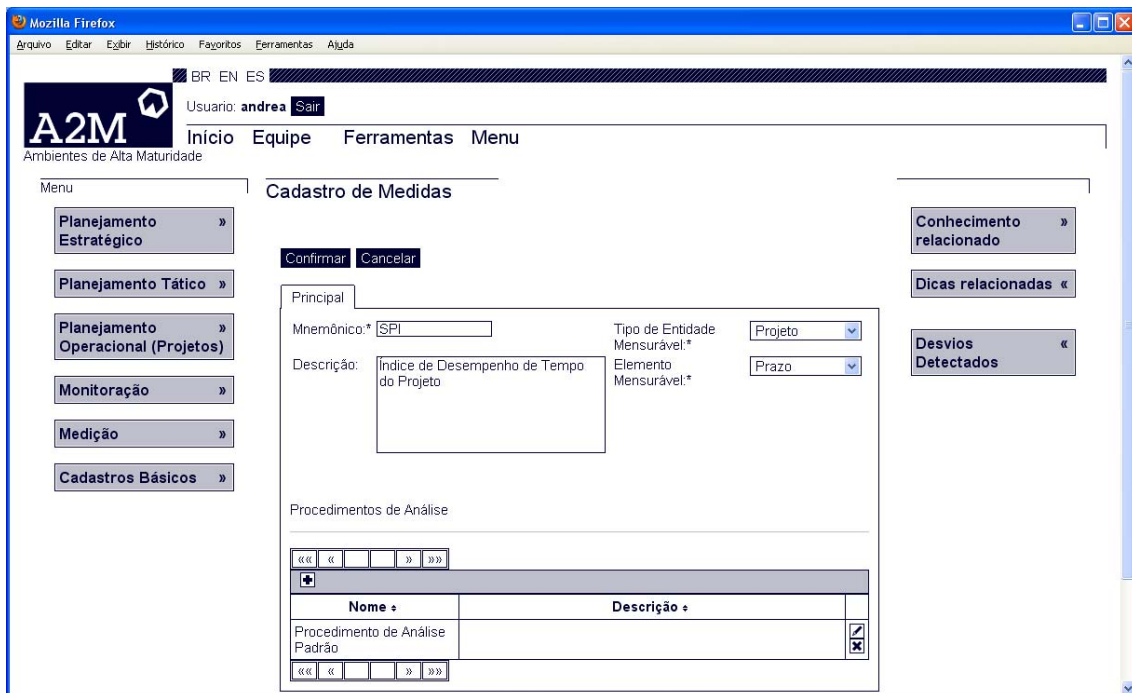 Mozilla Firefox
Arquivo Editar Exibir Histórico Favoritos Ferramentas Ajuda
BR EN ES
Usuario: andrea Sair
A2M
Início Equipe Ferramentas Menu
Ambientes de Alta Maturidade
Menu
Planejamento »
Estratégico
Planejamento Tático »
Planejamento »
Operacional (Projetos)
Monitoração »
Medição »
Cadastros Básicos »
Cadastro de Medidas
Confirmar Cancelar
Principal
Mnemônico:* SPI
Descrição: Índice de Desempenho de Tempo
do Projeto
Tipo de Entidade
Mensurável:* Projeto
Elemento
Mensurável:* Prazo
Procedimentos de Análise
«« « » »»
Nome Descrição
Procedimento de Análise
Padrão
«« « » »»
Conhecimento »
relacionado
Dicas relacionadas «
Desvios «
Detectados